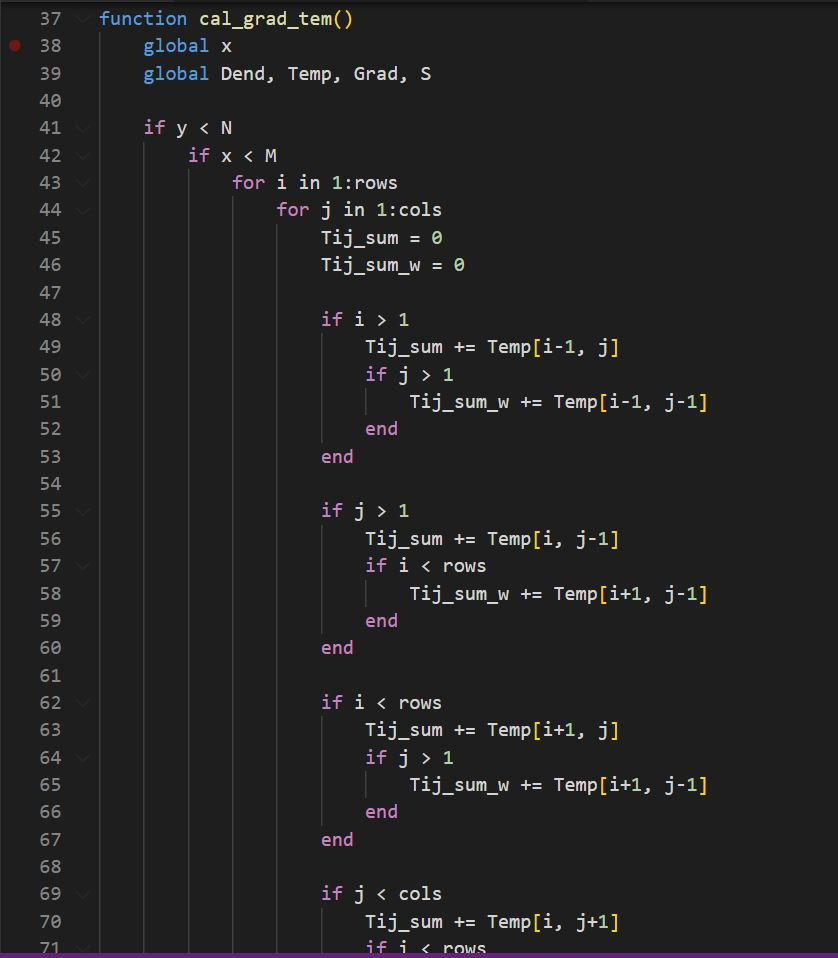 37 function cal_grad_tem()
38     global x
39     global Dend, Temp, Grad, S
40
41     if y < N
42         if x < M
43             for i in 1:rows
44                 for j in 1:cols
45                     Tij_sum = 0
46                     Tij_sum_w = 0
47
48                     if i > 1
49                         Tij_sum += Temp[i-1, j]
50                         if j > 1
51                             Tij_sum_w += Temp[i-1, j-1]
52                         end
53                     end
54
55                     if j > 1
56                         Tij_sum += Temp[i, j-1]
57                         if i < rows
58                             Tij_sum_w += Temp[i+1, j-1]
59                         end
60                     end
61
62                     if i < rows
63                         Tij_sum += Temp[i+1, j]
64                         if j > 1
65                             Tij_sum_w += Temp[i+1, j-1]
66                         end
67                     end
68
69                     if j < cols
70                         Tij_sum += Temp[i, j+1]
71                         if i < rows